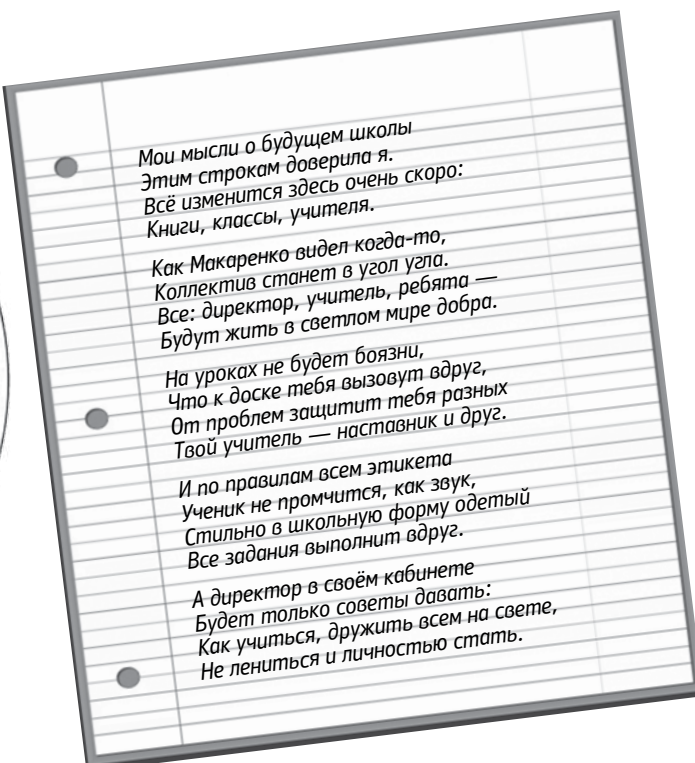 Мои мысли о будущем школы
Этим строкам доверила я.
Всё изменится здесь очень скоро:
Книги, классы, учителя.
Как Макаренко видел когда-то,
Коллектив станет в угол угла.
Все: директор, учитель, ребята —
Будут жить в светлом мире добра.
На уроках не будет боязни,
Что к доске тебя вызовут вдруг,
От проблем защитит тебя разных
Твой учитель — наставник и друг.
И по правилам всем этикета
Ученик не промчится, как звук,
Стильно в школьную форму одетый
Все задания выполнит вдруг.
А директор в своём кабинете
Будет только советы давать:
Как учиться, дружить всем на свете,
Не лениться и личностью стать.